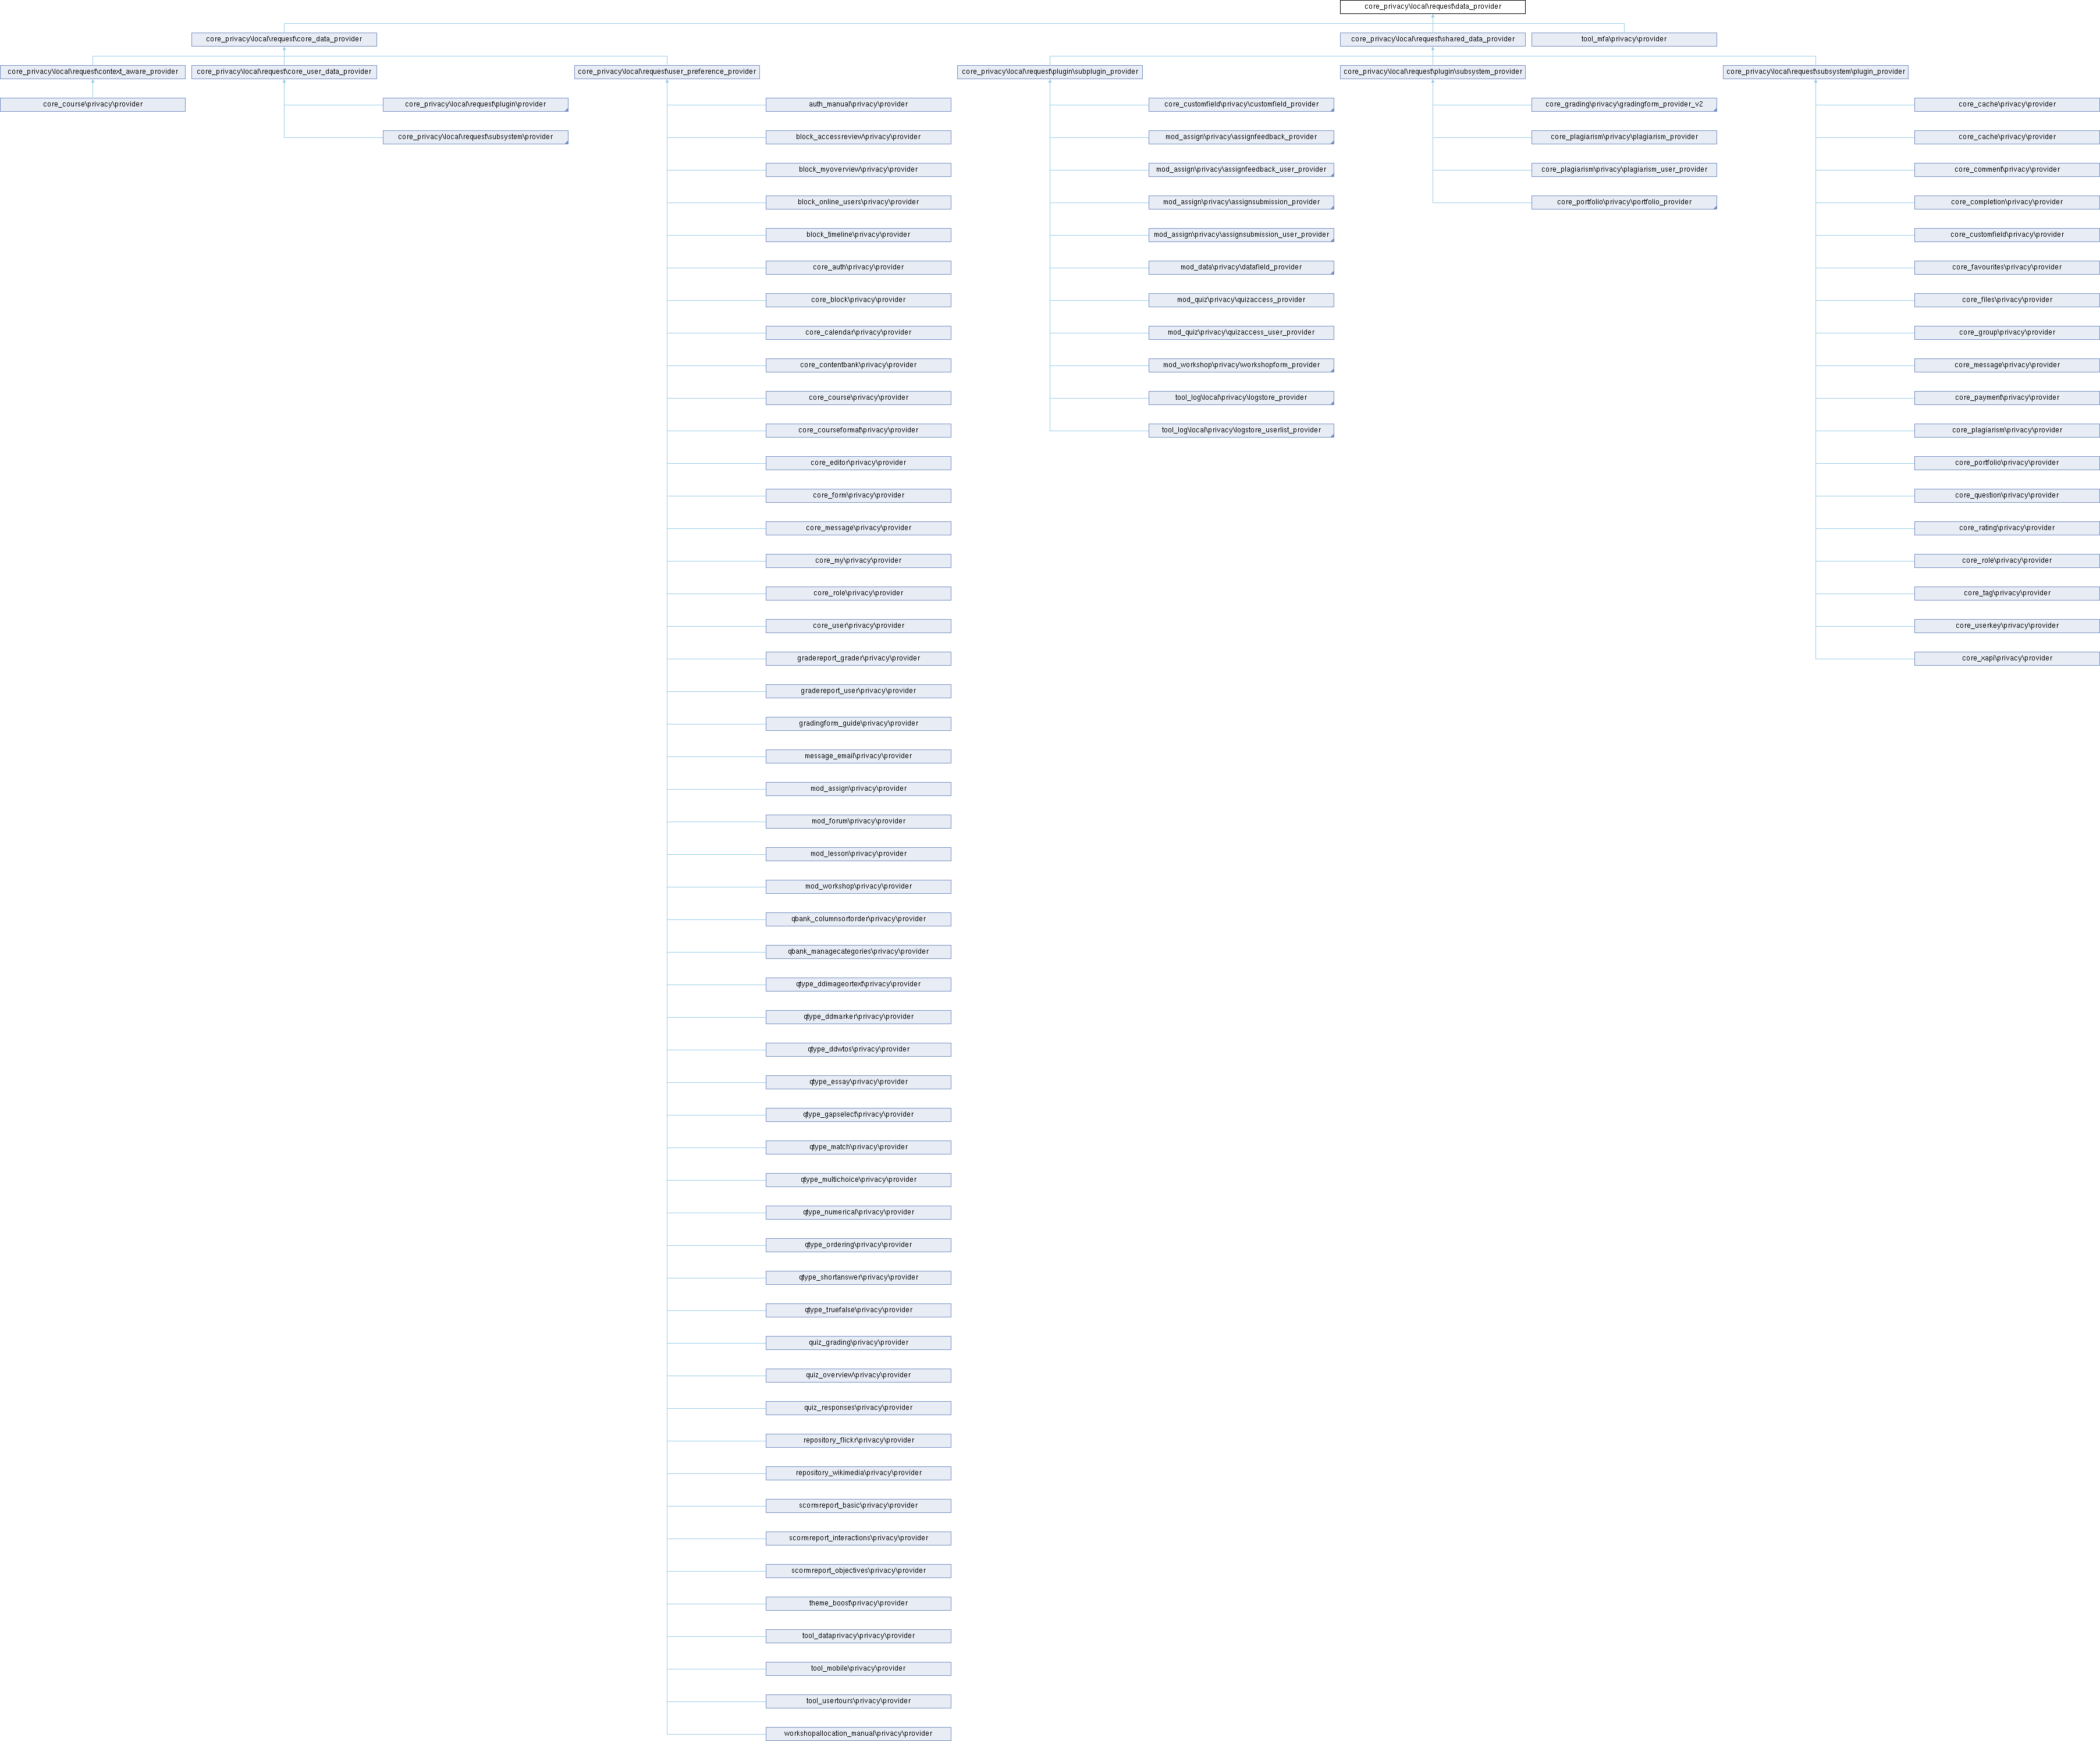 core_privacy\local\request\data_provider
core_privacy\local\request\core_data_provider
core_privacy\local\request\shared_data_provider
tool_mfa\privacy\provider
core_privacy\local\request\context_aware_provider
core_privacy\local\request\core_user_data_provider
core_privacy\local\request\user_preference_provider
core_privacy\local\request\plugin\subplugin_provider
core_privacy\local\request\plugin\subsystem_provider
core_privacy\local\request\subsystem\plugin_provider
core_course\privacy\provider
core_privacy\local\request\plugin\provider
core_privacy\local\request\subsystem\provider
auth_manual\privacy\provider
block_accessreview\privacy\provider
block_myoverview\privacy\provider
block_online_users\privacy\provider
block_timeline\privacy\provider
core_auth\privacy\provider
core_block\privacy\provider
core_calendar\privacy\provider
core_contentbank\privacy\provider
core_course\privacy\provider
core_courseformat\privacy\provider
core_editor\privacy\provider
core_form\privacy\provider
core_message\privacy\provider
core_my\privacy\provider
core_role\privacy\provider
core_user\privacy\provider
gradereport_grader\privacy\provider
gradereport_user\privacy\provider
gradingform_guide\privacy\provider
message_email\privacy\provider
mod_assign\privacy\provider
mod_forum\privacy\provider
mod_lesson\privacy\provider
mod_workshop\privacy\provider
qbank_columnsortorder\privacy\provider
qbank_managecategories\privacy\provider
qtype_ddimageortext\privacy\provider
qtype_ddmarker\privacy\provider
qtype_ddwtos\privacy\provider
qtype_essay\privacy\provider
qtype_gapselect\privacy\provider
qtype_match\privacy\provider
qtype_multichoice\privacy\provider
qtype_numerical\privacy\provider
qtype_ordering\privacy\provider
qtype_shortanswer\privacy\provider
qtype_truefalse\privacy\provider
quiz_grading\privacy\provider
quiz_overview\privacy\provider
quiz_responses\privacy\provider
repository_flickr\privacy\provider
repository_wikimedia\privacy\provider
scormreport_basic\privacy\provider
scormreport_interactions\privacy\provider
scormreport_objectives\privacy\provider
theme_boost\privacy\provider
tool_dataprivacy\privacy\provider
tool_mobile\privacy\provider
tool_usertours\privacy\provider
workshopallocation_manual\privacy\provider
core_customfield\privacy\customfield_provider
mod_assign\privacy\assignfeedback_provider
mod_assign\privacy\assignfeedback_user_provider
mod_assign\privacy\assignsubmission_provider
mod_assign\privacy\assignsubmission_user_provider
mod_data\privacy\datafield_provider
mod_quiz\privacy\quizaccess_provider
mod_quiz\privacy\quizaccess_user_provider
mod_workshop\privacy\workshopform_provider
tool_log\local\privacy\logstore_provider
tool_log\local\privacy\logstore_userlist_provider
core_grading\privacy\gradingform_provider_v2
core_plagiarism\privacy\plagiarism_provider
core_plagiarism\privacy\plagiarism_user_provider
core_portfolio\privacy\portfolio_provider
core_cache\privacy\provider
core_cache\privacy\provider
core_comment\privacy\provider
core_completion\privacy\provider
core_customfield\privacy\provider
core_favourites\privacy\provider
core_files\privacy\provider
core_group\privacy\provider
core_message\privacy\provider
core_payment\privacy\provider
core_plagiarism\privacy\provider
core_portfolio\privacy\provider
core_question\privacy\provider
core_rating\privacy\provider
core_role\privacy\provider
core_tag\privacy\provider
core_userkey\privacy\provider
core_xapi\privacy\provider